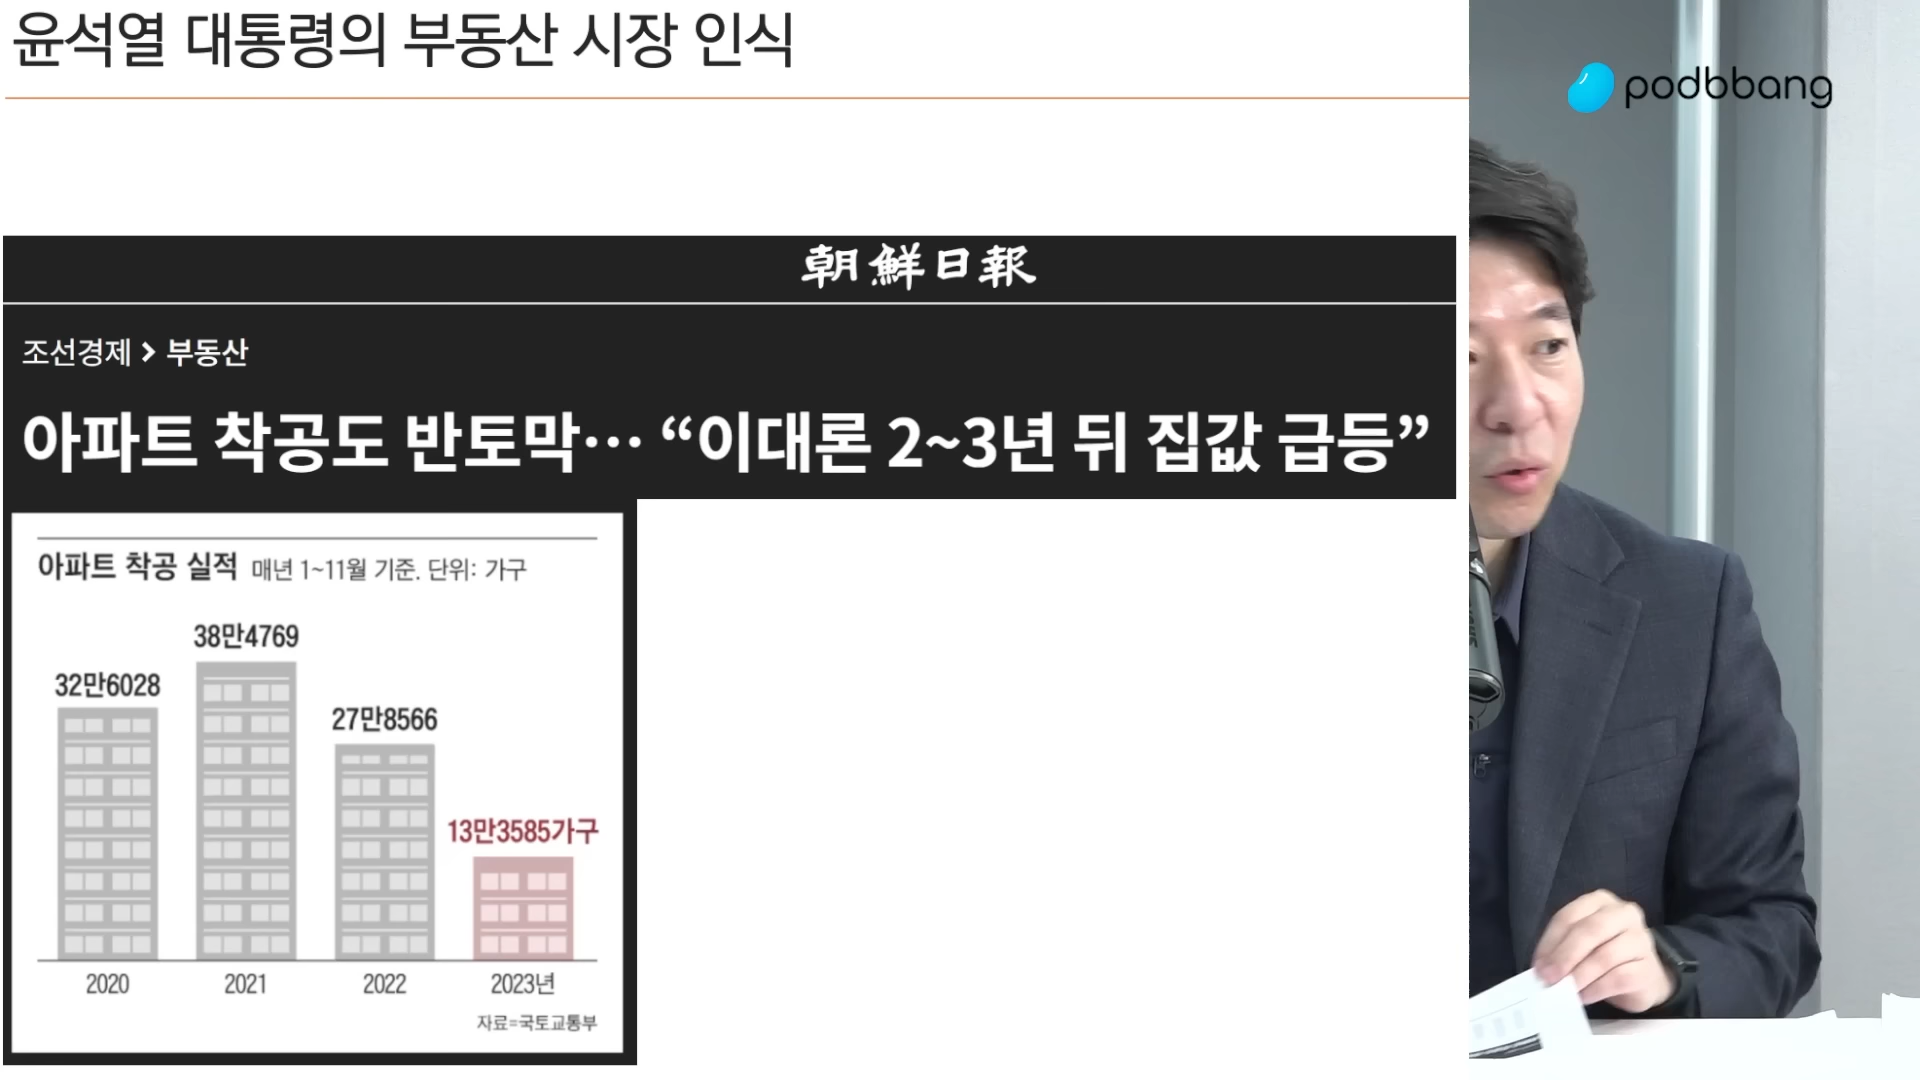 윤석열 대통령의 부동산 시장 인식
podbbang
朝鮮日報
조선경제 > 부동산
아파트 착공도 반토막… “이대론 2~3년 뒤 집값 급등”
아파트 착공 실적 매년 1~11월 기준. 단위: 가구
32만6028
38만4769
27만8566
13만3585가구
2020
2021
2022
2023년
자료=국토교통부